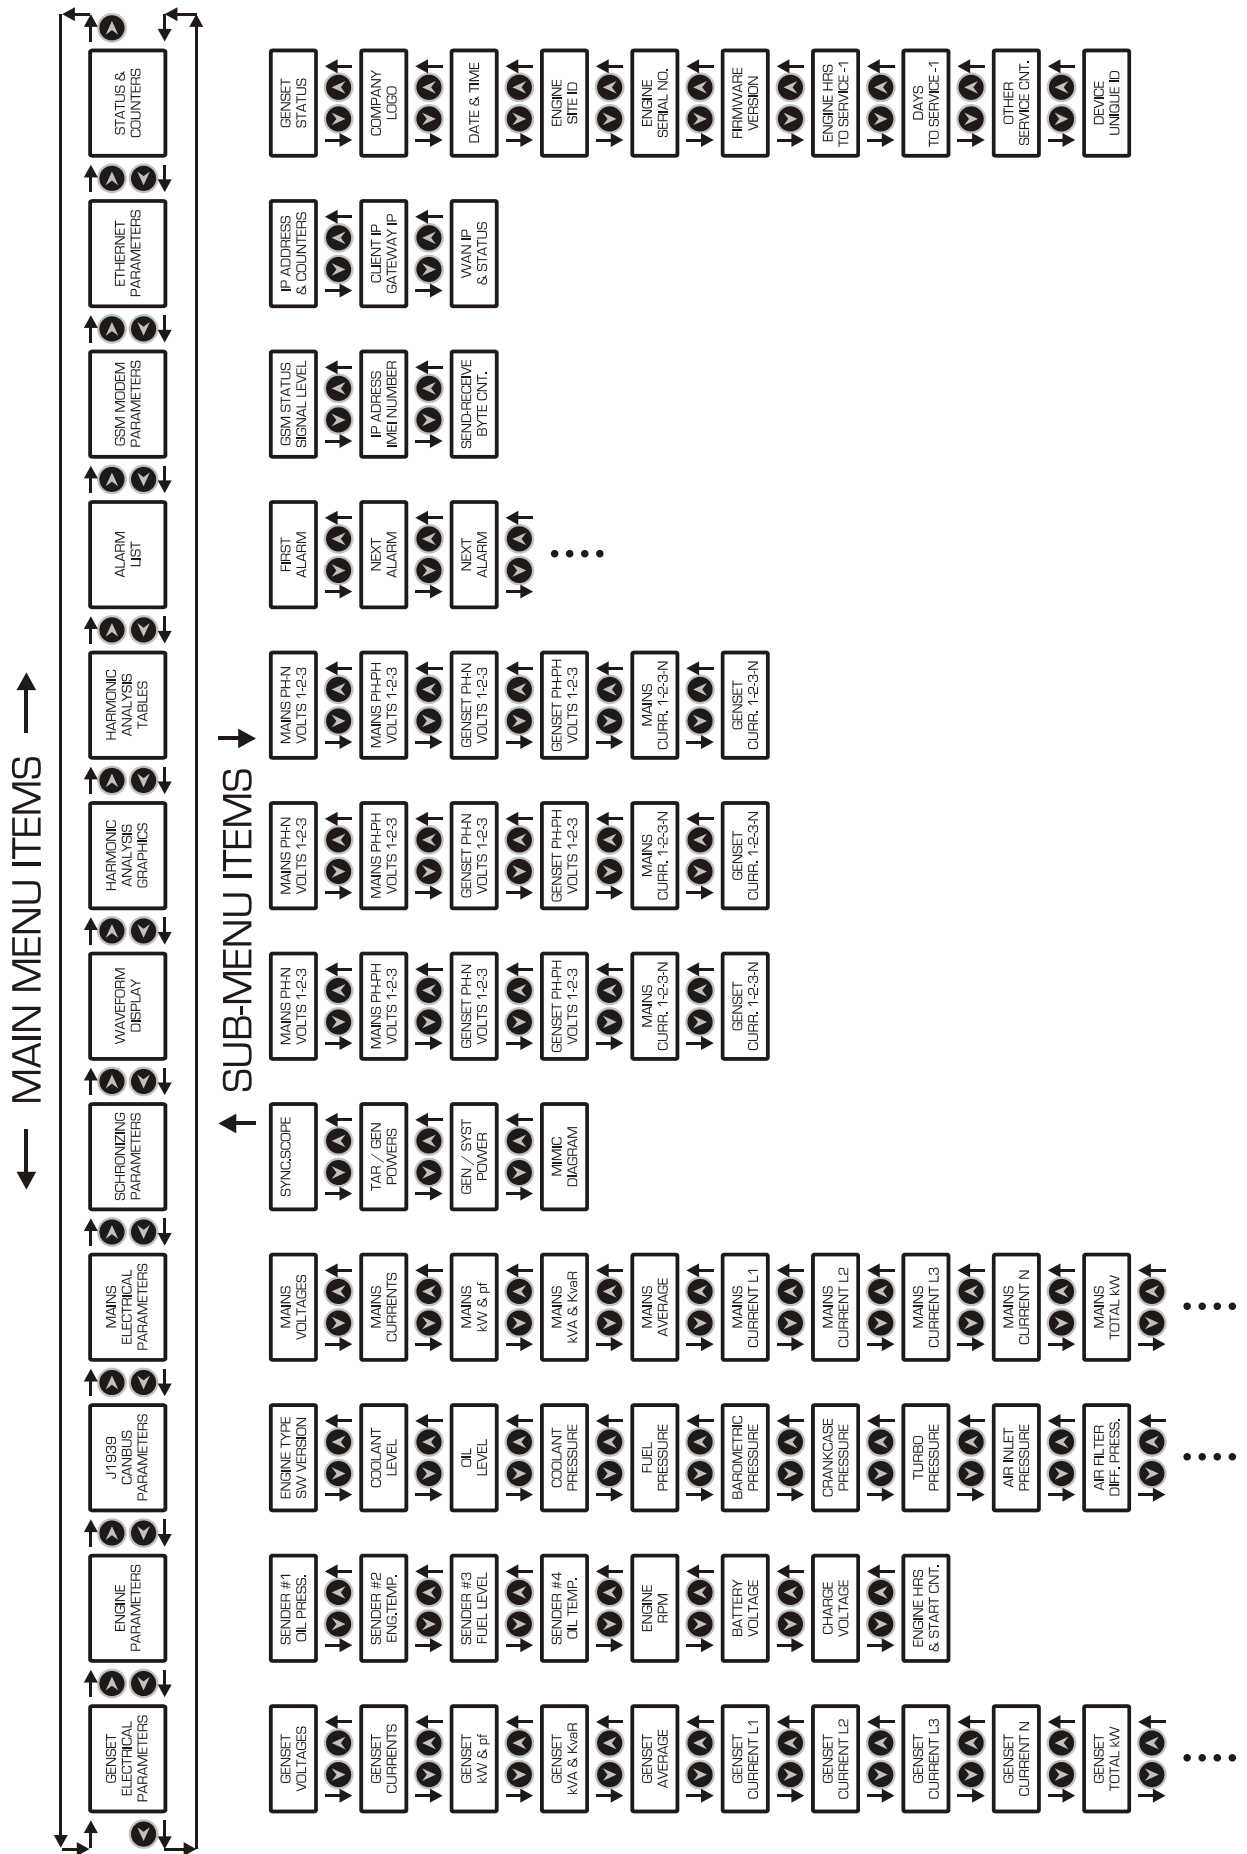 MAIN MENU ITEMS
GENSET
ELECTRICAL
PARAMETERS
ENGINE
PARAMETERS
J1939
CANBUS
PARAMETERS
MAINS
ELECTRICAL
PARAMETERS
SCHRONIZING
PARAMETERS
WAVEFORM
DISPLAY
HARMONIC
ANALYSIS
GRAPHICS
HARMONIC
ANALYSIS
TABLES
ALARM
LIST
GSM MODEM
PARAMETERS
ETHERNET
PARAMETERS
STATUS &
COUNTERS
SUB-MENU ITEMS
GENSET
VOLTAGES
GENSET
CURRENTS
GENSET
kW & pf
GENSET
kVA & KvaR
GENSET
AVERAGE
GENSET
CURRENT L1
GENSET
CURRENT L2
GENSET
CURRENT L3
GENSET
CURRENT N
GENSET
TOTAL kW
SENDER #1
OIL PRESS.
SENDER #2
ENG.TEMP.
SENDER #3
FUEL LEVEL
SENDER #4
OIL TEMP.
ENGINE
RPM
BATTERY
VOLTAGE
CHARGE
VOLTAGE
ENGINE HRS
& START CNT.
ENGINE TYPE
SW VERSION
COOLANT
LEVEL
OIL
LEVEL
COOLANT
PRESSURE
FUEL
PRESSURE
BAROMETRIC
PRESSURE
CRANKCASE
PRESSURE
TURBO
PRESSURE
AIR INLET
PRESSURE
AIR FILTER
DIFF. PRESS.
MAINS
VOLTAGES
MAINS
CURRENTS
MAINS
kW & pf
MAINS
kVA & KvaR
MAINS
AVERAGE
MAINS
CURRENT L1
MAINS
CURRENT L2
MAINS
CURRENT L3
MAINS
CURRENT N
MAINS
TOTAL kW
SYNC.SCOPE
TAR / GEN
POWERS
GEN / SYST
POWER
MIMIC
DIAGRAM
MAINS PH-N
VOLTS 1-2-3
MAINS PH-PH
VOLTS 1-2-3
GENSET PH-N
VOLTS 1-2-3
GENSET PH-PH
VOLTS 1-2-3
MAINS
CURR. 1-2-3-N
GENSET
CURR. 1-2-3-N
MAINS PH-N
VOLTS 1-2-3
MAINS PH-PH
VOLTS 1-2-3
GENSET PH-N
VOLTS 1-2-3
GENSET PH-PH
VOLTS 1-2-3
MAINS
CURR. 1-2-3-N
GENSET
CURR. 1-2-3-N
MAINS PH-N
VOLTS 1-2-3
MAINS PH-PH
VOLTS 1-2-3
GENSET PH-N
VOLTS 1-2-3
GENSET PH-PH
VOLTS 1-2-3
MAINS
CURR. 1-2-3-N
GENSET
CURR. 1-2-3-N
FIRST
ALARM
NEXT
ALARM
NEXT
ALARM
GSM STATUS
SIGNAL LEVEL
IP ADRESS
IMEI NUMBER
SEND-RECEIVE
BYTE CNT.
IP ADDRESS
& COUNTERS
CLIENT IP
GATEWAY IP
WAN IP
& STATUS
GENSET
STATUS
COMPANY
LOGO
DATE & TIME
ENGINE
SITE ID
ENGINE
SERIAL NO.
FIRMWARE
VERSION
ENGINE HRS
TO SERVICE -1
DAYS
TO SERVICE -1
OTHER
SERVICE CNT.
DEVICE
UNIQUE ID